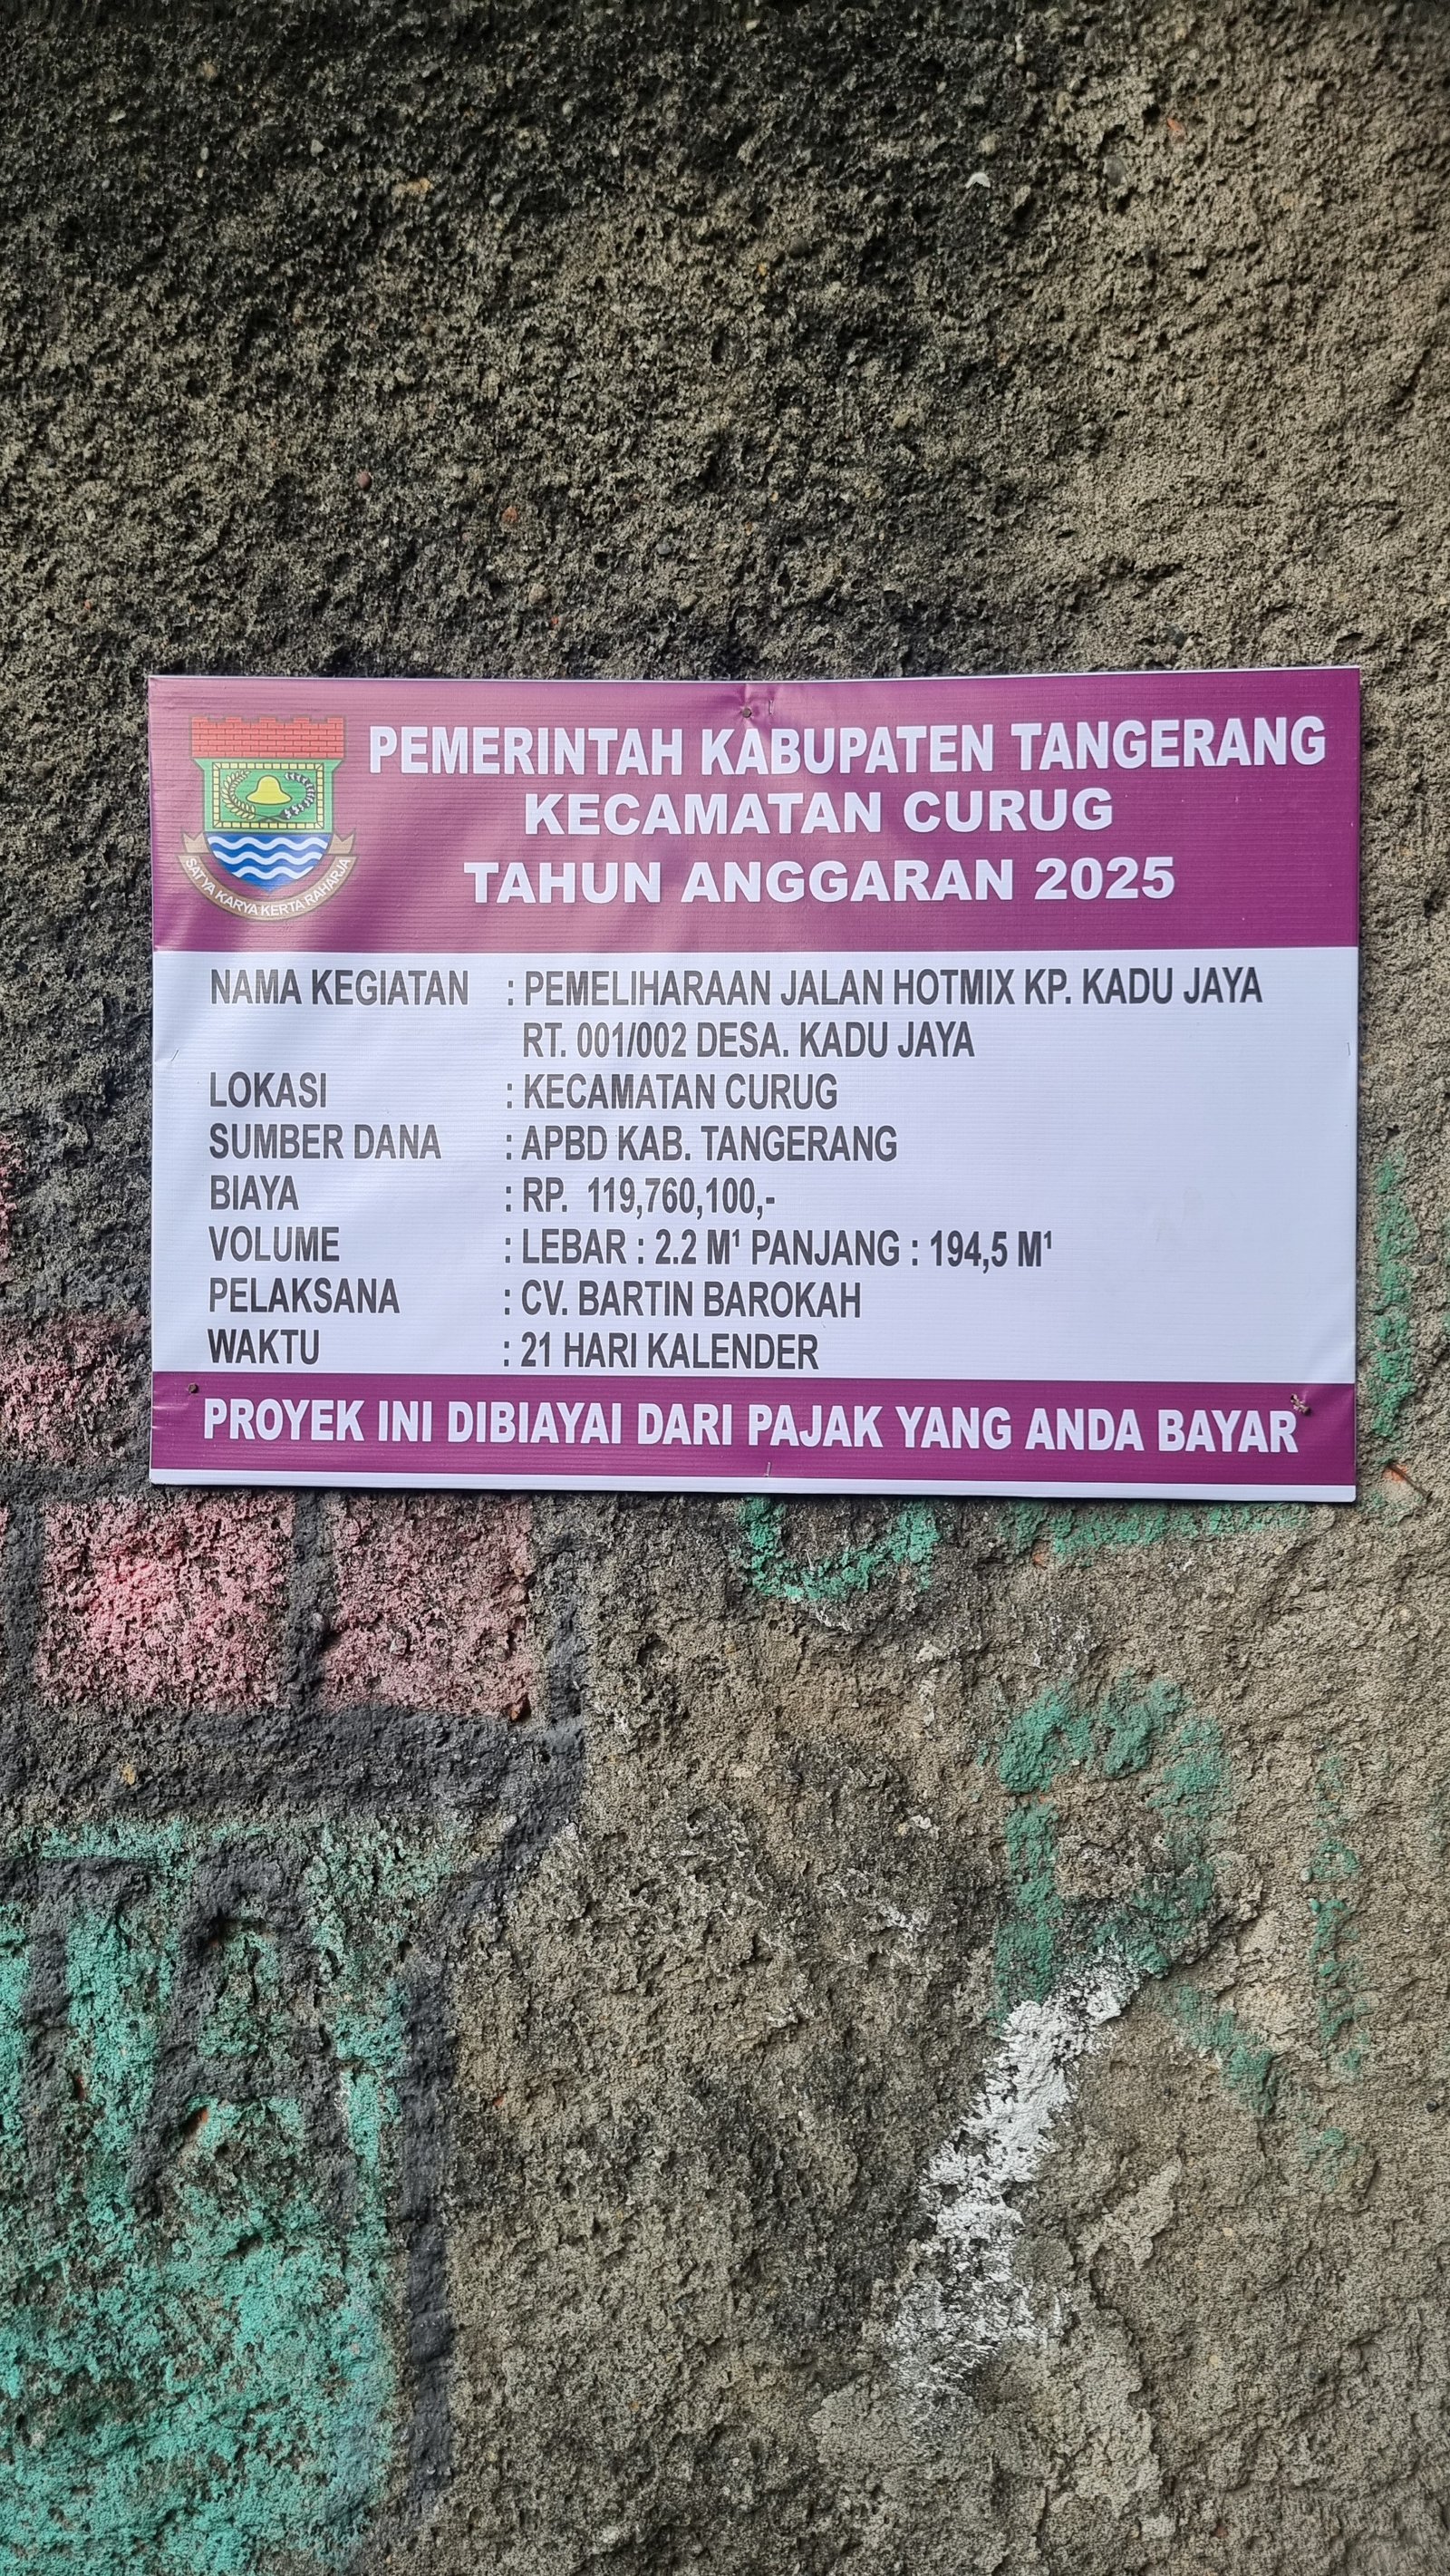 PEMERINTAH KABUPATEN TANGERANG
KECAMATAN CURUG
TAHUN ANGGARAN 2025
SATYA KARYA KERTA RAHARJA
NAMA KEGIATAN : PEMELIHARAAN JALAN HOTMIX KP. KADU JAYA
RT. 001/002 DESA. KADU JAYA
LOKASI : KECAMATAN CURUG
SUMBER DANA : APBD KAB. TANGERANG
BIAYA : RP. 119,760,100,-
VOLUME : LEBAR : 2.2 M¹ PANJANG : 194,5 M¹
PELAKSANA : CV. BARTIN BAROKAH
WAKTU : 21 HARI KALENDER
PROYEK INI DIBIAYAI DARI PAJAK YANG ANDA BAYAR